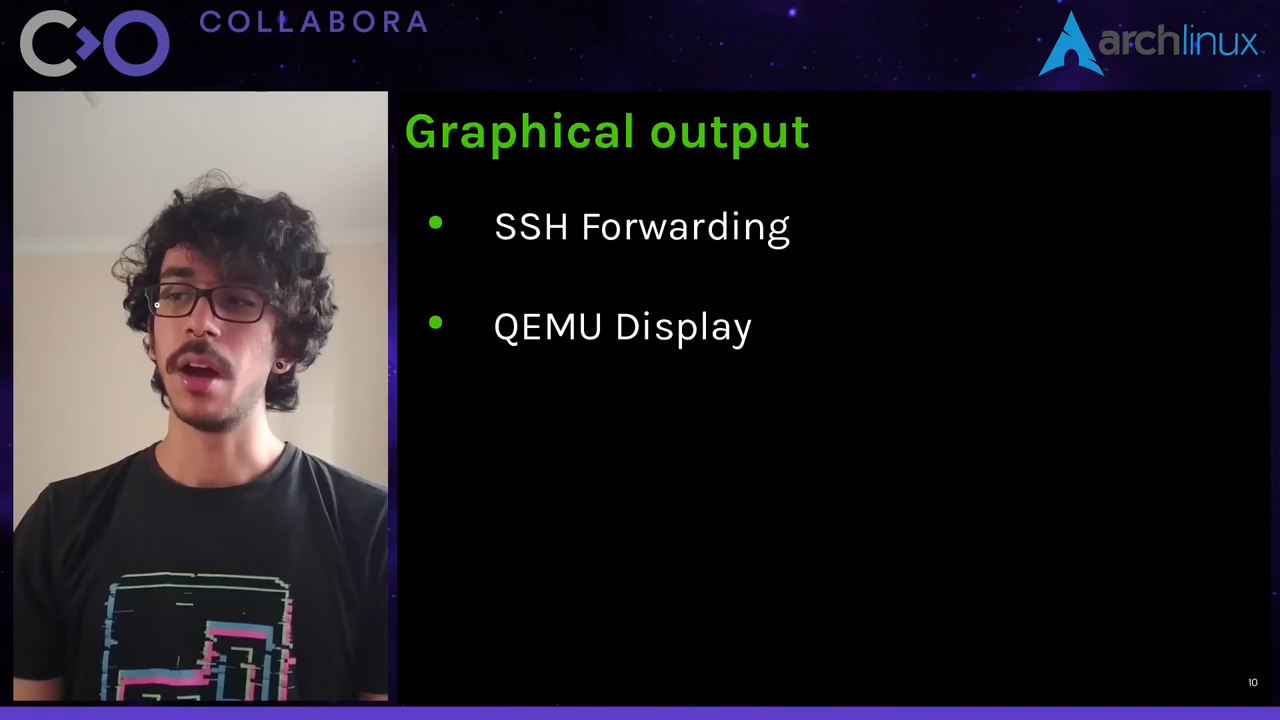 COLLABORA
archlinux
Graphical output
SSH Forwarding
QEMU Display
10